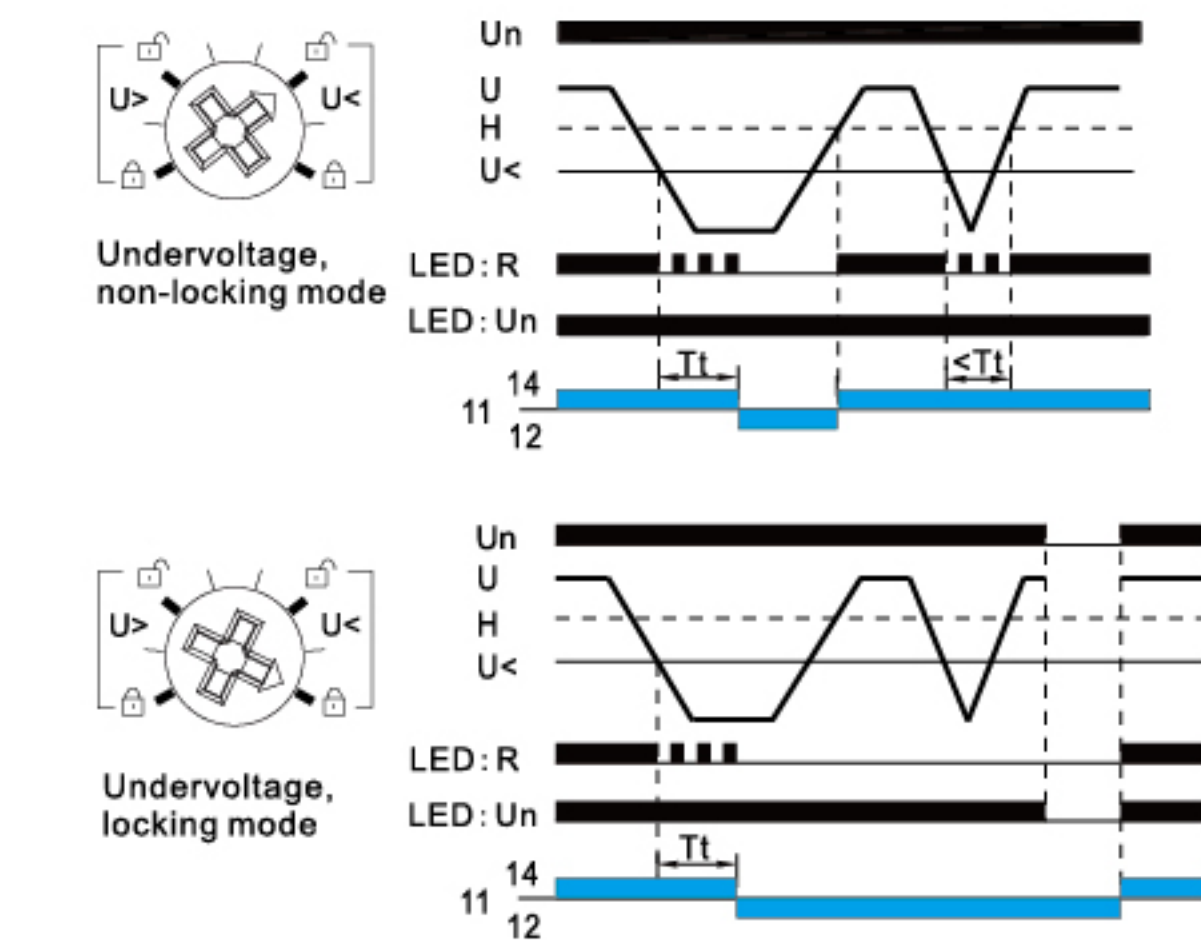 U> U<
Undervoltage,
non-locking mode
Un
U
H
U<
LED:R
LED:Un
Tt <Tt
14
11
12
U> U<
Undervoltage,
locking mode
Un
U
H
U<
LED:R
LED:Un
Tt
14
11
12